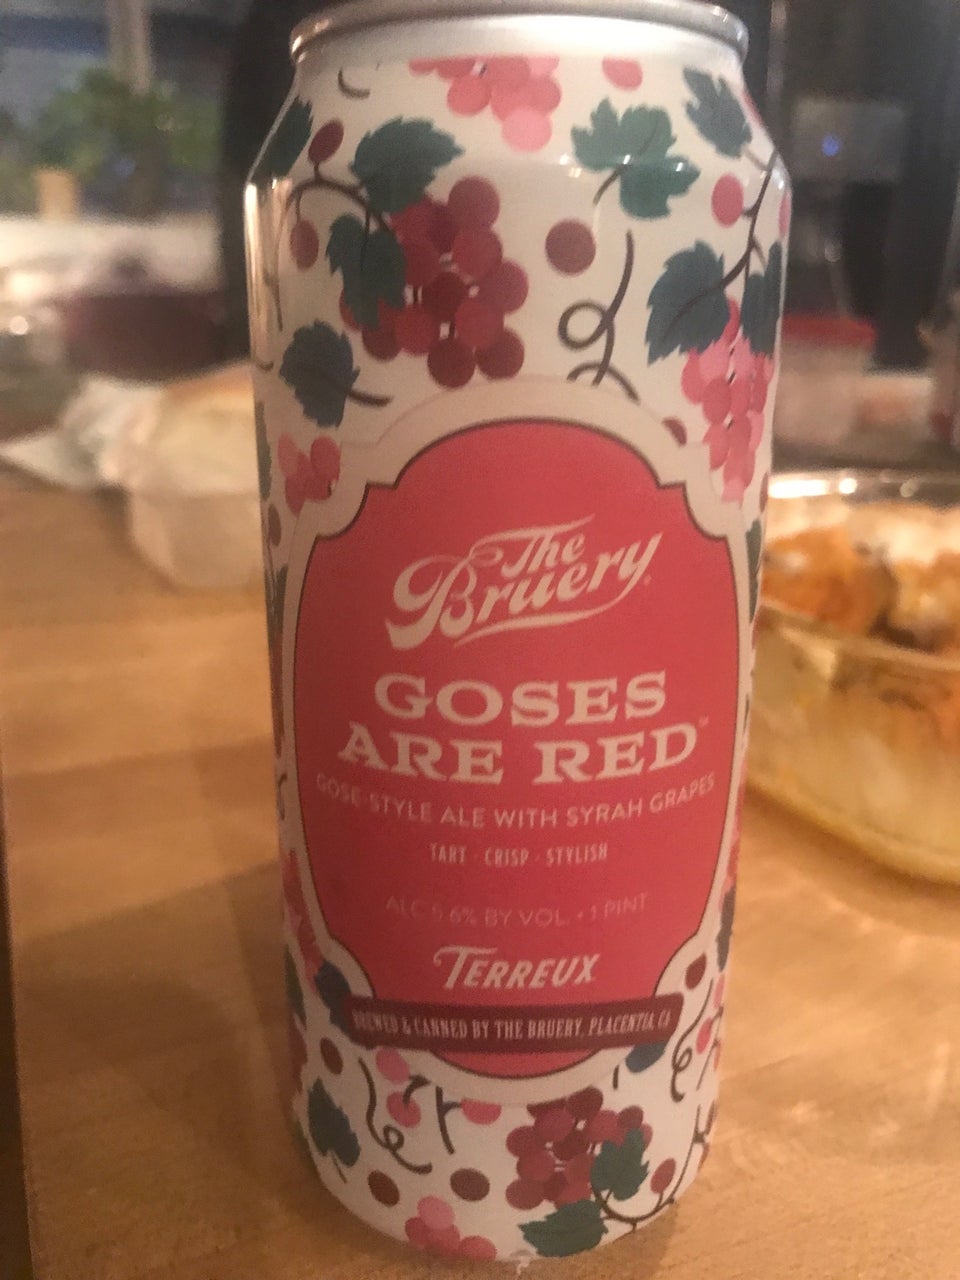 The
Bruery
GOSES
ARE RED™
GOSE-STYLE ALE WITH SYRAH GRAPES
TART · CRISP · STYLISH
ALC 5.6% BY VOL. · 1 PINT
TERREUX
BREWED & CANNED BY THE BRUERY, PLACENTIA, CA